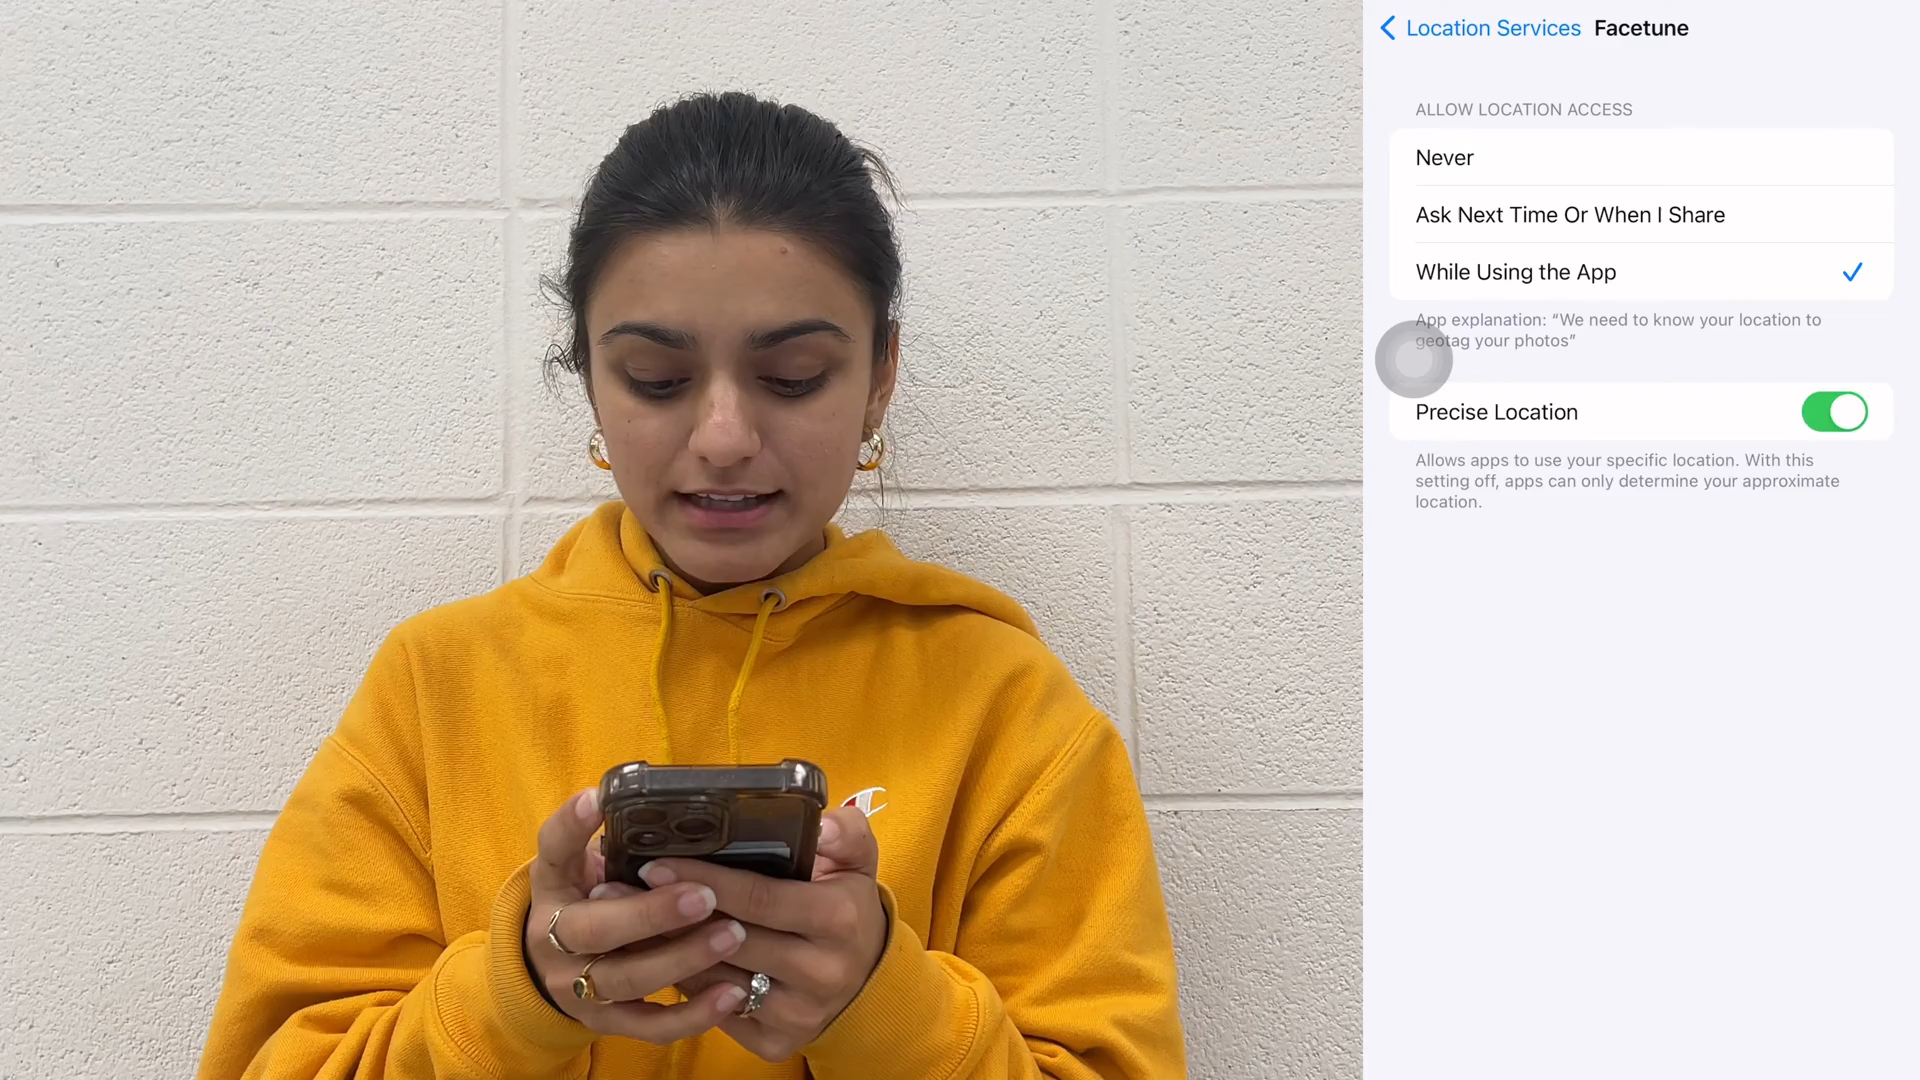 Location Services Facetune
ALLOW LOCATION ACCESS
Never
Ask Next Time Or When I Share
While Using the App
App explanation: “We need to know your location to
geotag your photos”
Precise Location
Allows apps to use your specific location. With this
setting off, apps can only determine your approximate
location.